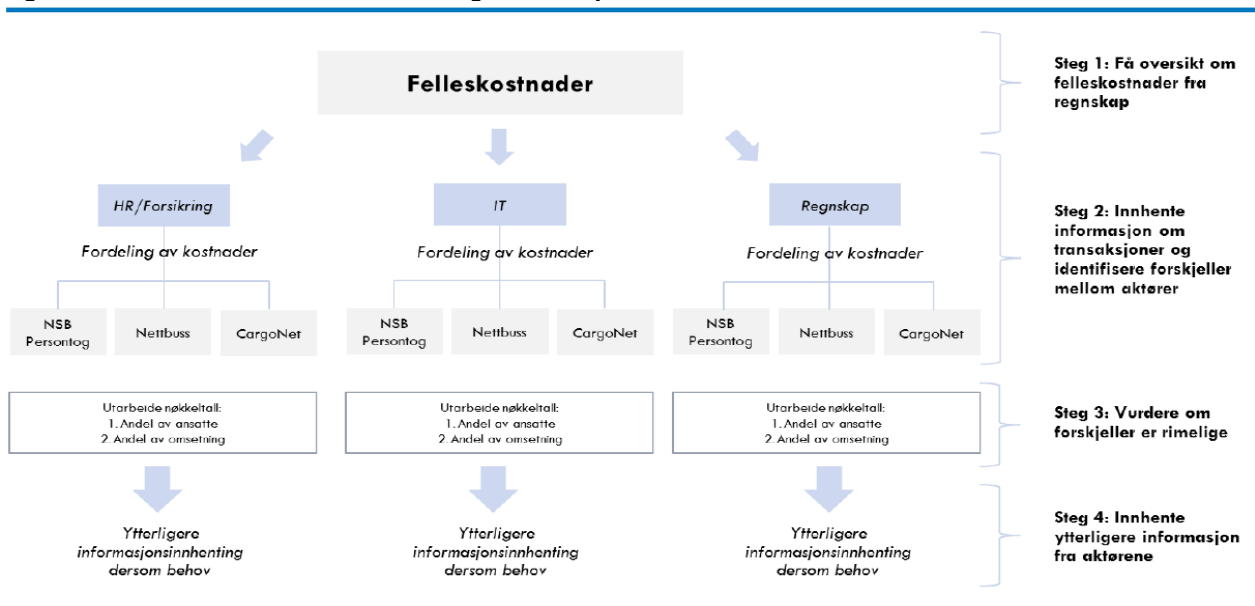 Felleskostnader
Steg 1: Få oversikt om
felleskostnader fra
regnskap
HR/Forsikring
IT
Regnskap
Fordeling av kostnader
Fordeling av kostnader
Fordeling av kostnader
NSB
Persontog
Nettbuss
CargoNet
NSB
Persontog
Nettbuss
CargoNet
NSB
Persontog
Nettbuss
CargoNet
Steg 2: Innhente
informasjon om
transaksjoner og
identifisere forskjeller
mellom aktører
Utarbeide nøkkeltall:
1. Andel av ansatte
2. Andel av omsetning
Utarbeide nøkkeltall:
1. Andel av ansatte
2. Andel av omsetning
Utarbeide nøkkeltall:
1. Andel av ansatte
2. Andel av omsetning
Steg 3: Vurdere om
forskjeller er rimelige
Ytterligere
informasjonsinnhenting
dersom behov
Ytterligere
informasjonsinnhenting
dersom behov
Ytterligere
informasjonsinnhenting
dersom behov
Steg 4: Innhente
ytterligere informasjon
fra aktørene